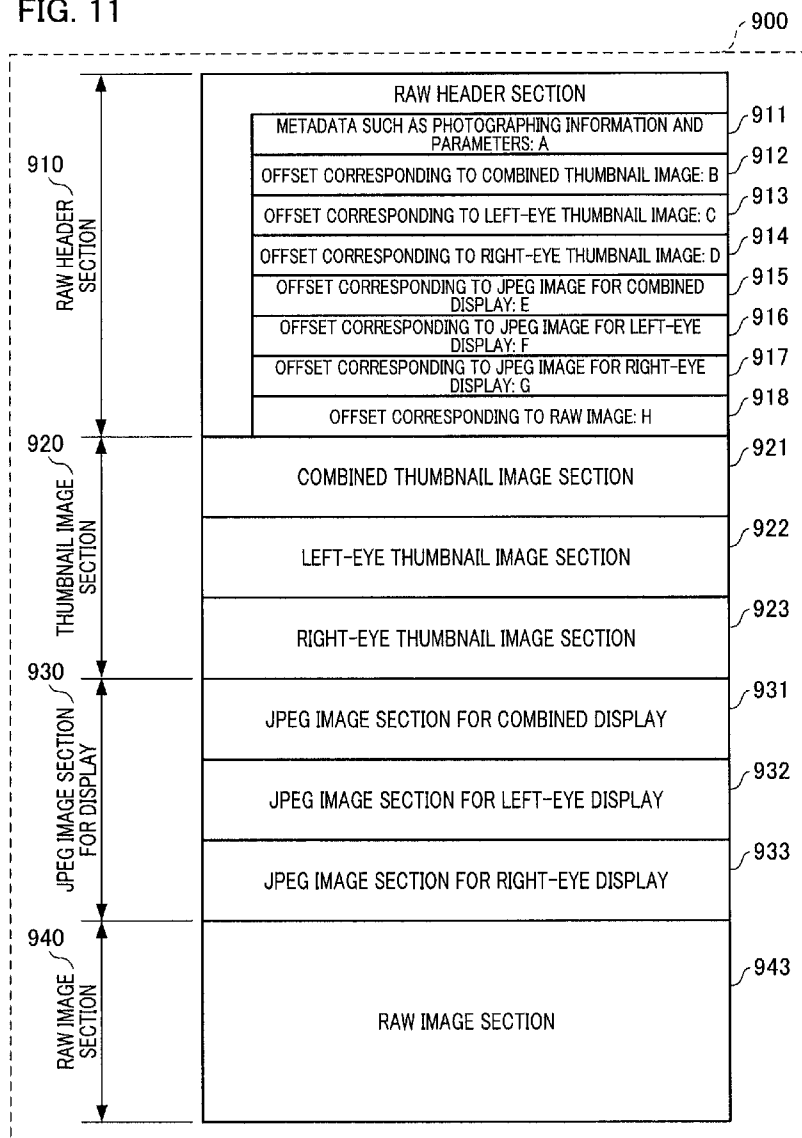 FIG. 11
900
910
RAW HEADER
SECTION
RAW HEADER SECTION
METADATA SUCH AS PHOTOGRAPHING INFORMATION AND
PARAMETERS: A
911
OFFSET CORRESPONDING TO COMBINED THUMBNAIL IMAGE: B
912
OFFSET CORRESPONDING TO LEFT-EYE THUMBNAIL IMAGE: C
913
OFFSET CORRESPONDING TO RIGHT-EYE THUMBNAIL IMAGE: D
914
OFFSET CORRESPONDING TO JPEG IMAGE FOR COMBINED
DISPLAY: E
915
OFFSET CORRESPONDING TO JPEG IMAGE FOR LEFT-EYE
DISPLAY: F
916
OFFSET CORRESPONDING TO JPEG IMAGE FOR RIGHT-EYE
DISPLAY: G
917
OFFSET CORRESPONDING TO RAW IMAGE: H
918
920
THUMBNAIL IMAGE
SECTION
COMBINED THUMBNAIL IMAGE SECTION
921
LEFT-EYE THUMBNAIL IMAGE SECTION
922
RIGHT-EYE THUMBNAIL IMAGE SECTION
923
930
JPEG IMAGE SECTION
FOR DISPLAY
JPEG IMAGE SECTION FOR COMBINED DISPLAY
931
JPEG IMAGE SECTION FOR LEFT-EYE DISPLAY
932
JPEG IMAGE SECTION FOR RIGHT-EYE DISPLAY
933
940
RAW IMAGE
SECTION
RAW IMAGE SECTION
943